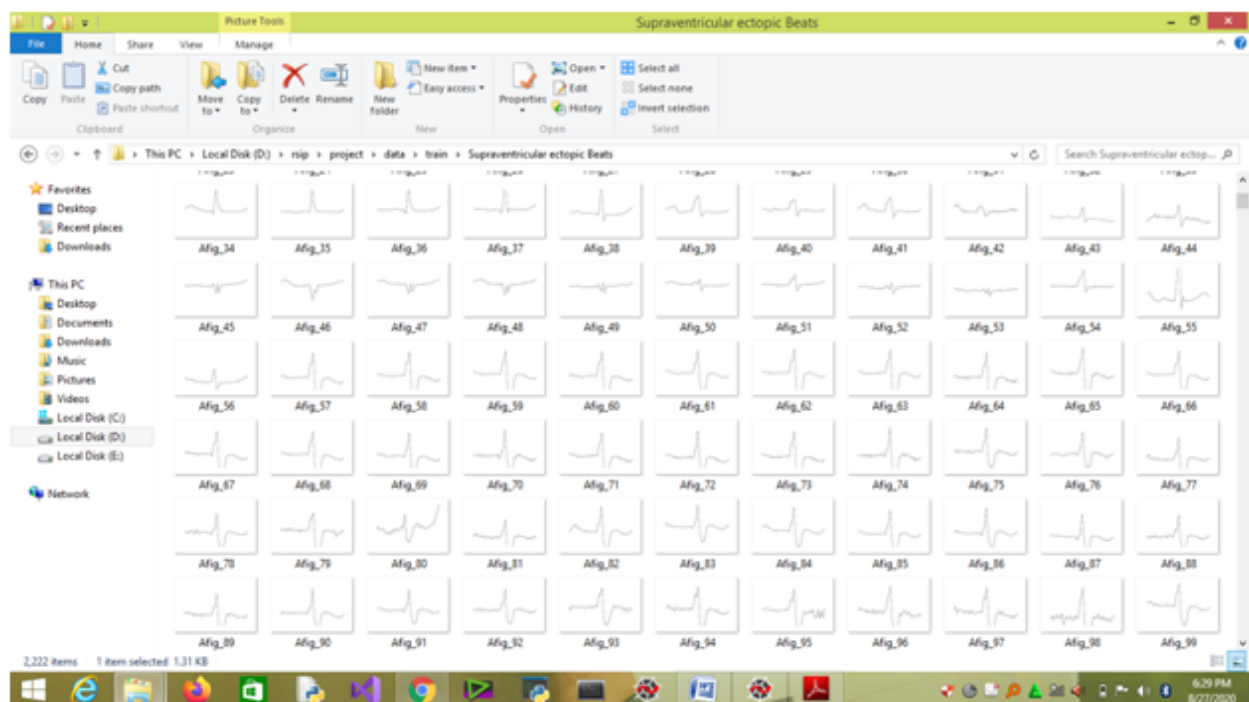 Picture Tools
Supraventricular ectopic Beats
File Home Share View Manage
Copy
Paste
Cut
Copy path
Paste shortcut
Clipboard
Move to
Copy to
Delete
Rename
Organize
New folder
New item
Easy access
New
Properties
Open
Edit
History
Open
Select all
Select none
Invert selection
Select
This PC Local Disk (D:) rsip project data train Supraventricular ectopic Beats
Search Supraventricular ectop...
Favorites
Desktop
Recent places
Downloads
This PC
Desktop
Documents
Downloads
Music
Pictures
Videos
Local Disk (C:)
Local Disk (D:)
Local Disk (E:)
Network
Afig_34 Afig_35 Afig_36 Afig_37 Afig_38 Afig_39 Afig_40 Afig_41 Afig_42 Afig_43 Afig_44
Afig_45 Afig_46 Afig_47 Afig_48 Afig_49 Afig_50 Afig_51 Afig_52 Afig_53 Afig_54 Afig_55
Afig_56 Afig_57 Afig_58 Afig_59 Afig_60 Afig_61 Afig_62 Afig_63 Afig_64 Afig_65 Afig_66
Afig_67 Afig_68 Afig_69 Afig_70 Afig_71 Afig_72 Afig_73 Afig_74 Afig_75 Afig_76 Afig_77
Afig_78 Afig_79 Afig_80 Afig_81 Afig_82 Afig_83 Afig_84 Afig_85 Afig_86 Afig_87 Afig_88
Afig_89 Afig_90 Afig_91 Afig_92 Afig_93 Afig_94 Afig_95 Afig_96 Afig_97 Afig_98 Afig_99
2,222 items 1 item selected 1.31 KB
6:29 PM
8/27/2020